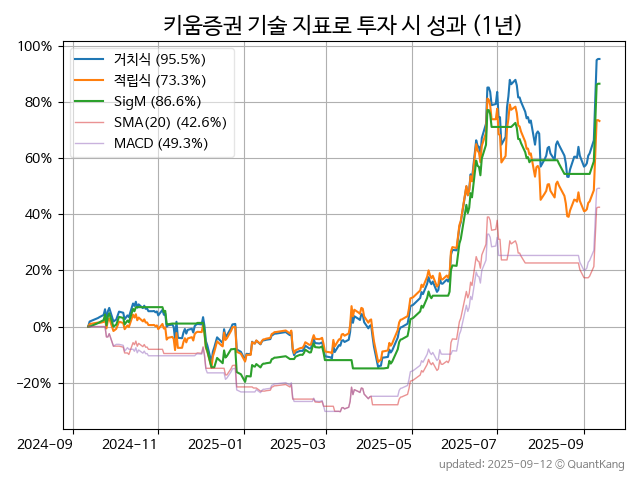 키움증권 기술 지표로 투자 시 성과 (1년)
100%
80%
60%
40%
20%
0%
−20%
거치식 (95.5%)
적립식 (73.3%)
SigM (86.6%)
SMA(20) (42.6%)
MACD (49.3%)
2024-09
2024-11
2025-01
2025-03
2025-05
2025-07
2025-09
updated: 2025-09-12 © QuantKang